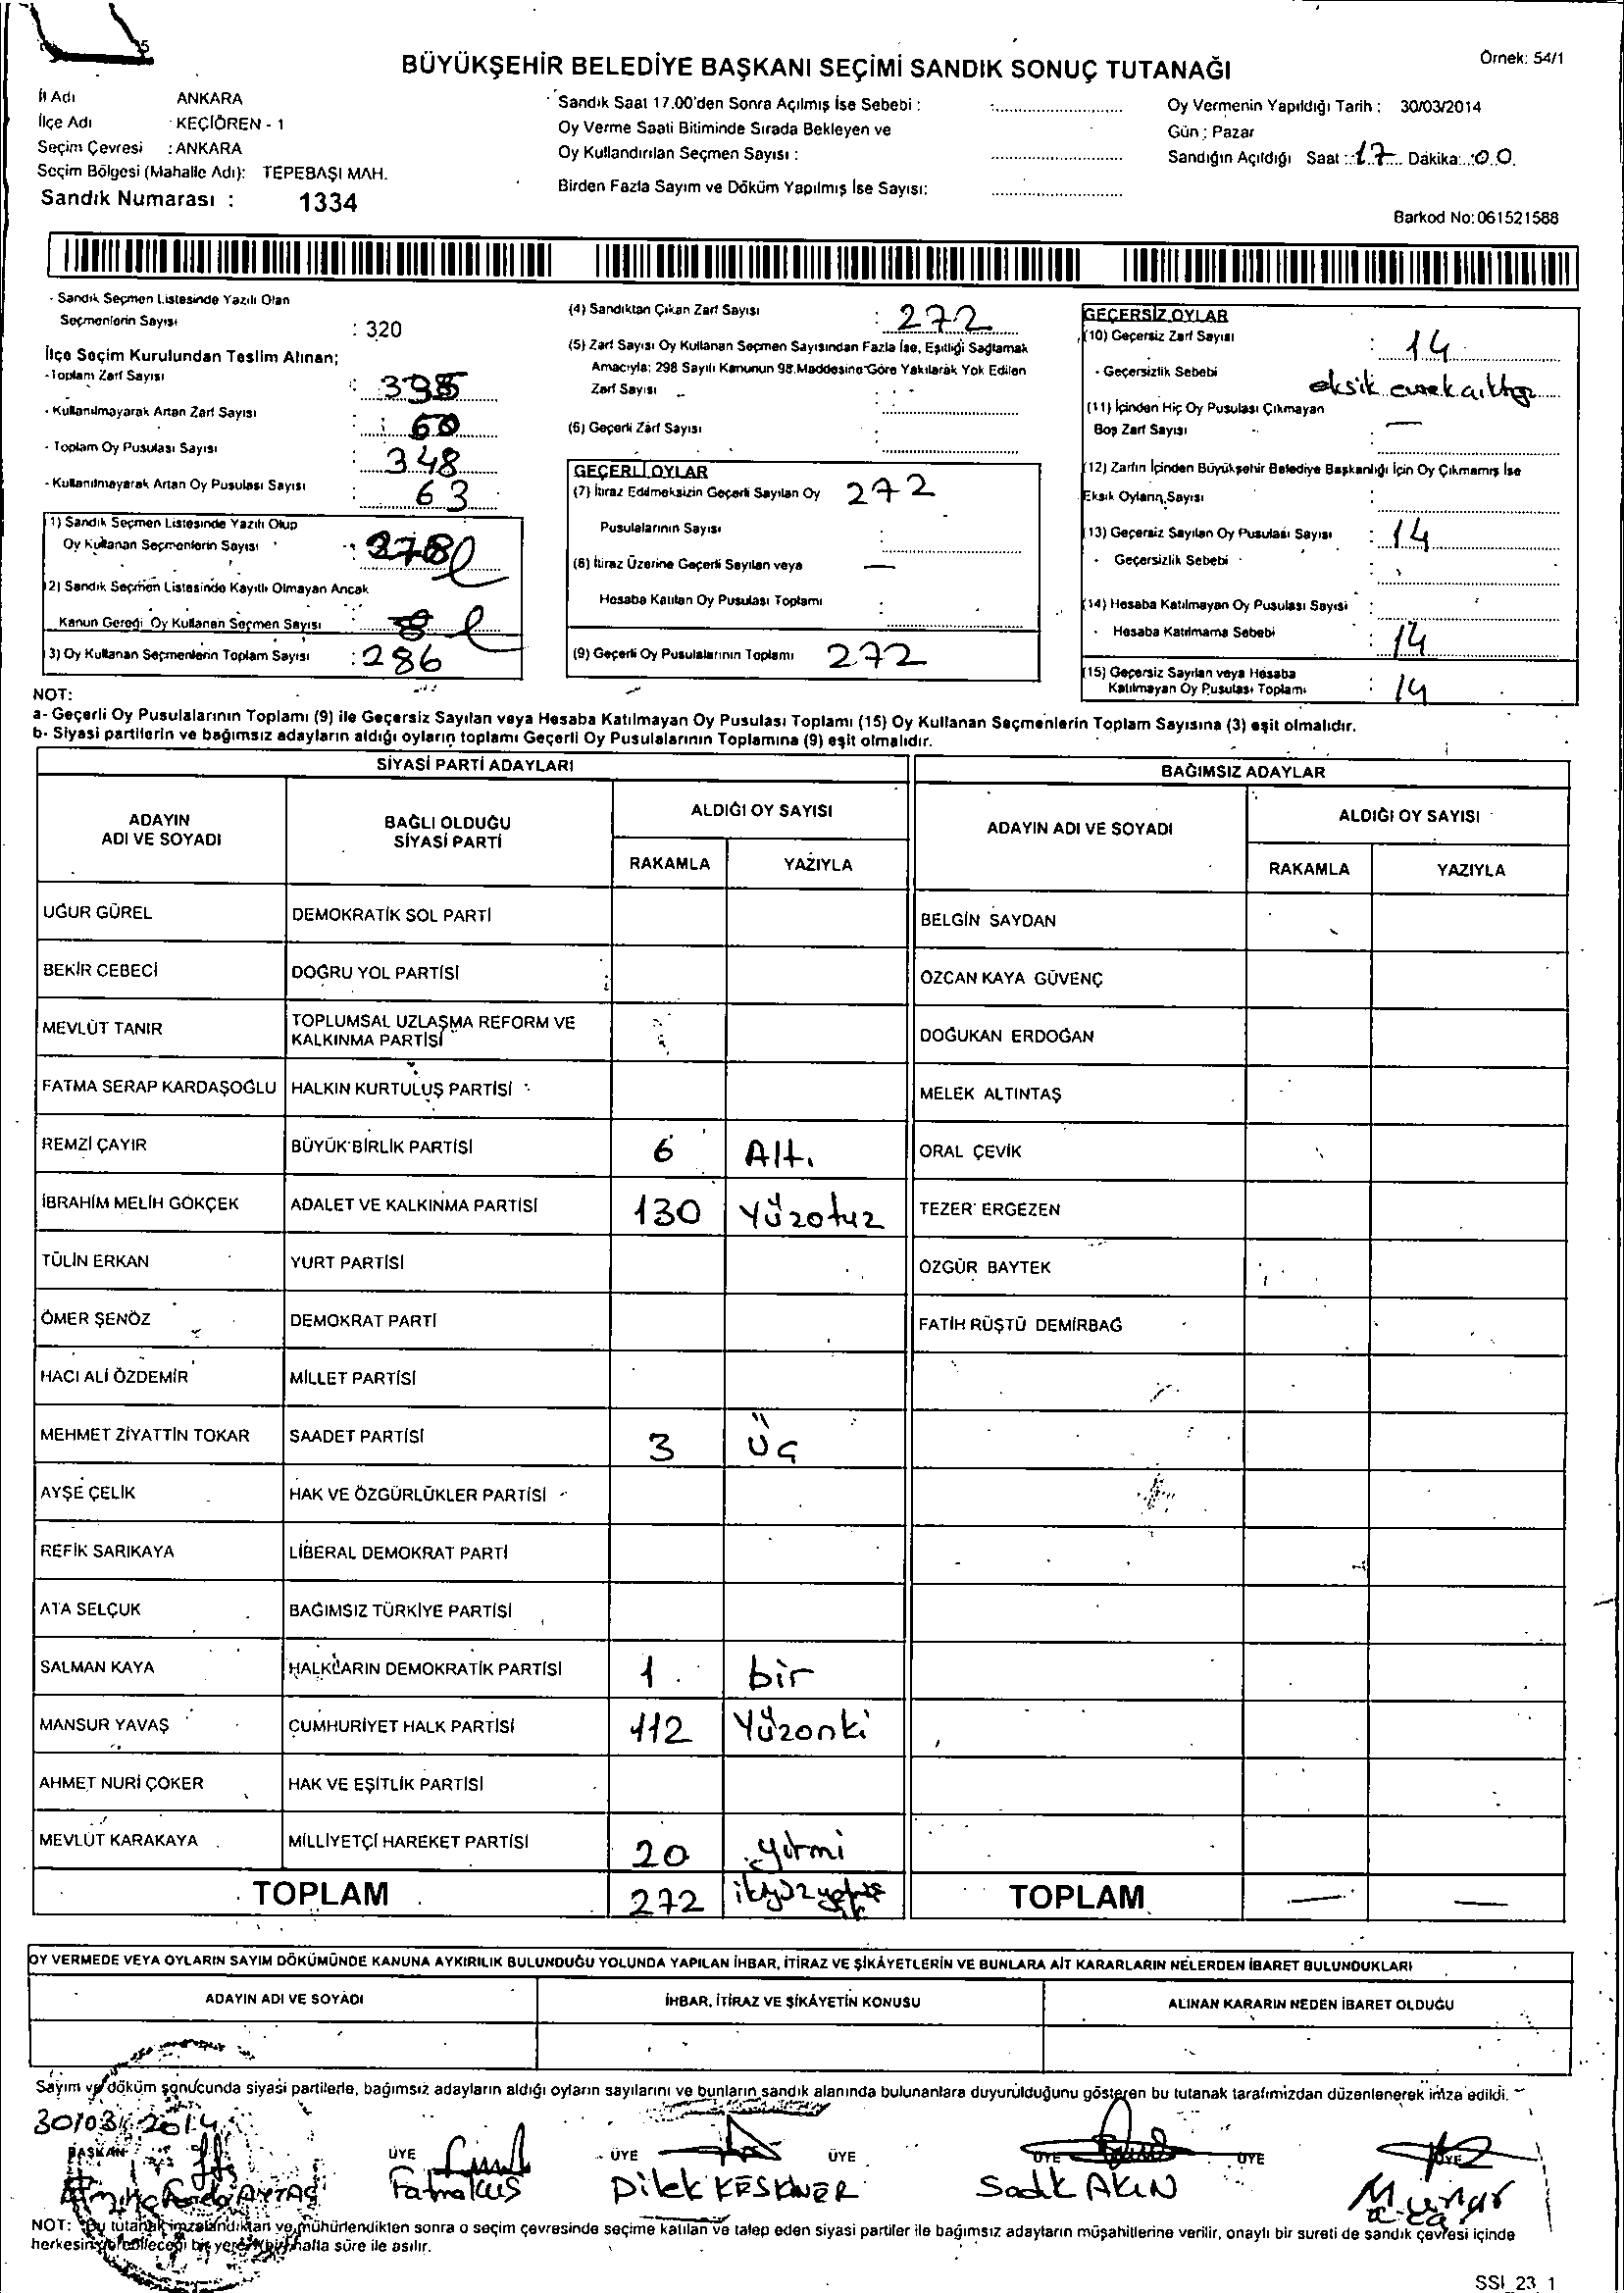 BÜYÜKŞEHİR BELEDİYE BAŞKANI SEÇİMİ SANDIK SONUÇ TUTANAĞI
Örnek: 54/1
İl Adı ANKARA
İlçe Adı KEÇİÖREN - 1
Seçim Çevresi : ANKARA
Seçim Bölgesi (Mahalle Adı): TEPEBAŞI MAH.
Sandık Numarası : 1334
Sandık Saat 17.00'den Sonra Açılmış İse Sebebi :
Oy Verme Saati Bitiminde Sırada Bekleyen ve
Oy Kullandırılan Seçmen Sayısı :
Birden Fazla Sayım ve Döküm Yapılmış İse Sayısı:
Oy Vermenin Yapıldığı Tarih : 30/03/2014
Gün : Pazar
Sandığın Açıldığı Saat : 17 Dakika: 00
Barkod No:061521588
- Sandık Seçmen Listesinde Yazılı Olan
Seçmenlerin Sayısı : 320
İlçe Seçim Kurulundan Teslim Alınan;
- Toplam Zarf Sayısı :
- Kullanılmayarak Artan Zarf Sayısı : 60
- Toplam Oy Pusulası Sayısı : 348
- Kullanılmayarak Artan Oy Pusulası Sayısı : 63
1) Sandık Seçmen Listesinde Yazılı Olup
Oy Kullanan Seçmenlerin Sayısı : 278
2) Sandık Seçmen Listesinde Kayıtlı Olmayan Ancak
Kanun Gereği Oy Kullanan Seçmen Sayısı : 8
3) Oy Kullanan Seçmenlerin Toplam Sayısı : 286
(4) Sandıktan Çıkan Zarf Sayısı : 272
(5) Zarf Sayısı Oy Kullanan Seçmen Sayısından Fazla İse, Eşitliği Sağlamak
Amacıyla; 298 Sayılı Kanunun 98.Maddesine Göre Yakılarak Yok Edilen
Zarf Sayısı :
(6) Geçerli Zarf Sayısı :
GEÇERLİ OYLAR
(7) İtiraz Edilmeksizin Geçerli Sayılan Oy 272
Pusulalarının Sayısı :
(8) İtiraz Üzerine Geçerli Sayılan veya —
Hesaba Katılan Oy Pusulası Toplamı :
(9) Geçerli Oy Pusulalarının Toplamı 272
GEÇERSİZ OYLAR
(10) Geçersiz Zarf Sayısı : 14
- Geçersizlik Sebebi eksik evrak çıktığı
(11) İçinden Hiç Oy Pusulası Çıkmayan
Boş Zarf Sayısı : —
(12) Zarfın İçinden Büyükşehir Belediye Başkanlığı İçin Oy Çıkmamış İse
Eksik Oyların Sayısı :
(13) Geçersiz Sayılan Oy Pusulası Sayısı : 14
- Geçersizlik Sebebi :
(14) Hesaba Katılmayan Oy Pusulası Sayısı :
- Hesaba Katılmama Sebebi : 14
(15) Geçersiz Sayılan veya Hesaba
Katılmayan Oy Pusulası Toplamı : 14
NOT:
a- Geçerli Oy Pusulalarının Toplamı (9) ile Geçersiz Sayılan veya Hesaba Katılmayan Oy Pusulası Toplamı (15) Oy Kullanan Seçmenlerin Toplam Sayısına (3) eşit olmalıdır.
b- Siyasi partilerin ve bağımsız adayların aldığı oyların toplamı Geçerli Oy Pusulalarının Toplamına (9) eşit olmalıdır.
SİYASİ PARTİ ADAYLARI
BAĞIMSIZ ADAYLAR
ADAYIN
ADI VE SOYADI
BAĞLI OLDUĞU
SİYASİ PARTİ
ALDIĞI OY SAYISI
RAKAMLA YAZIYLA
ADAYIN ADI VE SOYADI
ALDIĞI OY SAYISI
RAKAMLA YAZIYLA
UĞUR GÜREL DEMOKRATİK SOL PARTİ BELGİN SAYDAN
BEKİR CEBECİ DOĞRU YOL PARTİSİ ÖZCAN KAYA GÜVENÇ
MEVLÜT TANIR TOPLUMSAL UZLAŞMA REFORM VE
KALKINMA PARTİSİ DOĞUKAN ERDOĞAN
FATMA SERAP KARDAŞOĞLU HALKIN KURTULUŞ PARTİSİ MELEK ALTINTAŞ
REMZİ ÇAYIR BÜYÜK BİRLİK PARTİSİ 6 Altı ORAL ÇEVİK
İBRAHİM MELİH GÖKÇEK ADALET VE KALKINMA PARTİSİ 130 Yüzotuz TEZER ERGEZEN
TÜLİN ERKAN YURT PARTİSİ ÖZGÜR BAYTEK
ÖMER ŞENÖZ DEMOKRAT PARTİ FATİH RÜŞTÜ DEMİRBAĞ
HACI ALİ ÖZDEMİR MİLLET PARTİSİ
MEHMET ZİYATTİN TOKAR SAADET PARTİSİ 3 Üç
AYŞE ÇELİK HAK VE ÖZGÜRLÜKLER PARTİSİ
REFİK SARIKAYA LİBERAL DEMOKRAT PARTİ
ATA SELÇUK BAĞIMSIZ TÜRKİYE PARTİSİ
SALMAN KAYA HALKLARIN DEMOKRATİK PARTİSİ 1 bir
MANSUR YAVAŞ CUMHURİYET HALK PARTİSİ 112 Yüzonki
AHMET NURİ ÇOKER HAK VE EŞİTLİK PARTİSİ
MEVLÜT KARAKAYA MİLLİYETÇİ HAREKET PARTİSİ 20 yirmi
TOPLAM 272 TOPLAM — —
OY VERMEDE VEYA OYLARIN SAYIM DÖKÜMÜNDE KANUNA AYKIRILIK BULUNDUĞU YOLUNDA YAPILAN İHBAR, İTİRAZ VE ŞİKÂYETLERİN VE BUNLARA AİT KARARLARIN NELERDEN İBARET BULUNDUKLARI
ADAYIN ADI VE SOYADI İHBAR, İTİRAZ VE ŞİKÂYETİN KONUSU ALINAN KARARIN NEDEN İBARET OLDUĞU
Sayım ve döküm sonucunda siyasi partilerle, bağımsız adayların aldığı oyların sayılarını ve bunların sandık alanında bulunanlara duyurulduğunu gösteren bu tutanak tarafımızdan düzenlenerek imza edildi.
30/03/2014
BAŞKAN ÜYE ÜYE ÜYE ÜYE ÜYE ÜYE
AYTAŞ Fatma KUŞ Dilek KESKİNER Sadık AKIN
NOT: Bu tutanak imzalandıktan ve mühürlendikten sonra o seçim çevresinde seçime katılan ve talep eden siyasi partiler ile bağımsız adayların müşahitlerine verilir, onaylı bir sureti de sandık çevresi içinde
herkesin görebileceği bir yere (bir) hafta süre ile asılır.
SSI_23_1